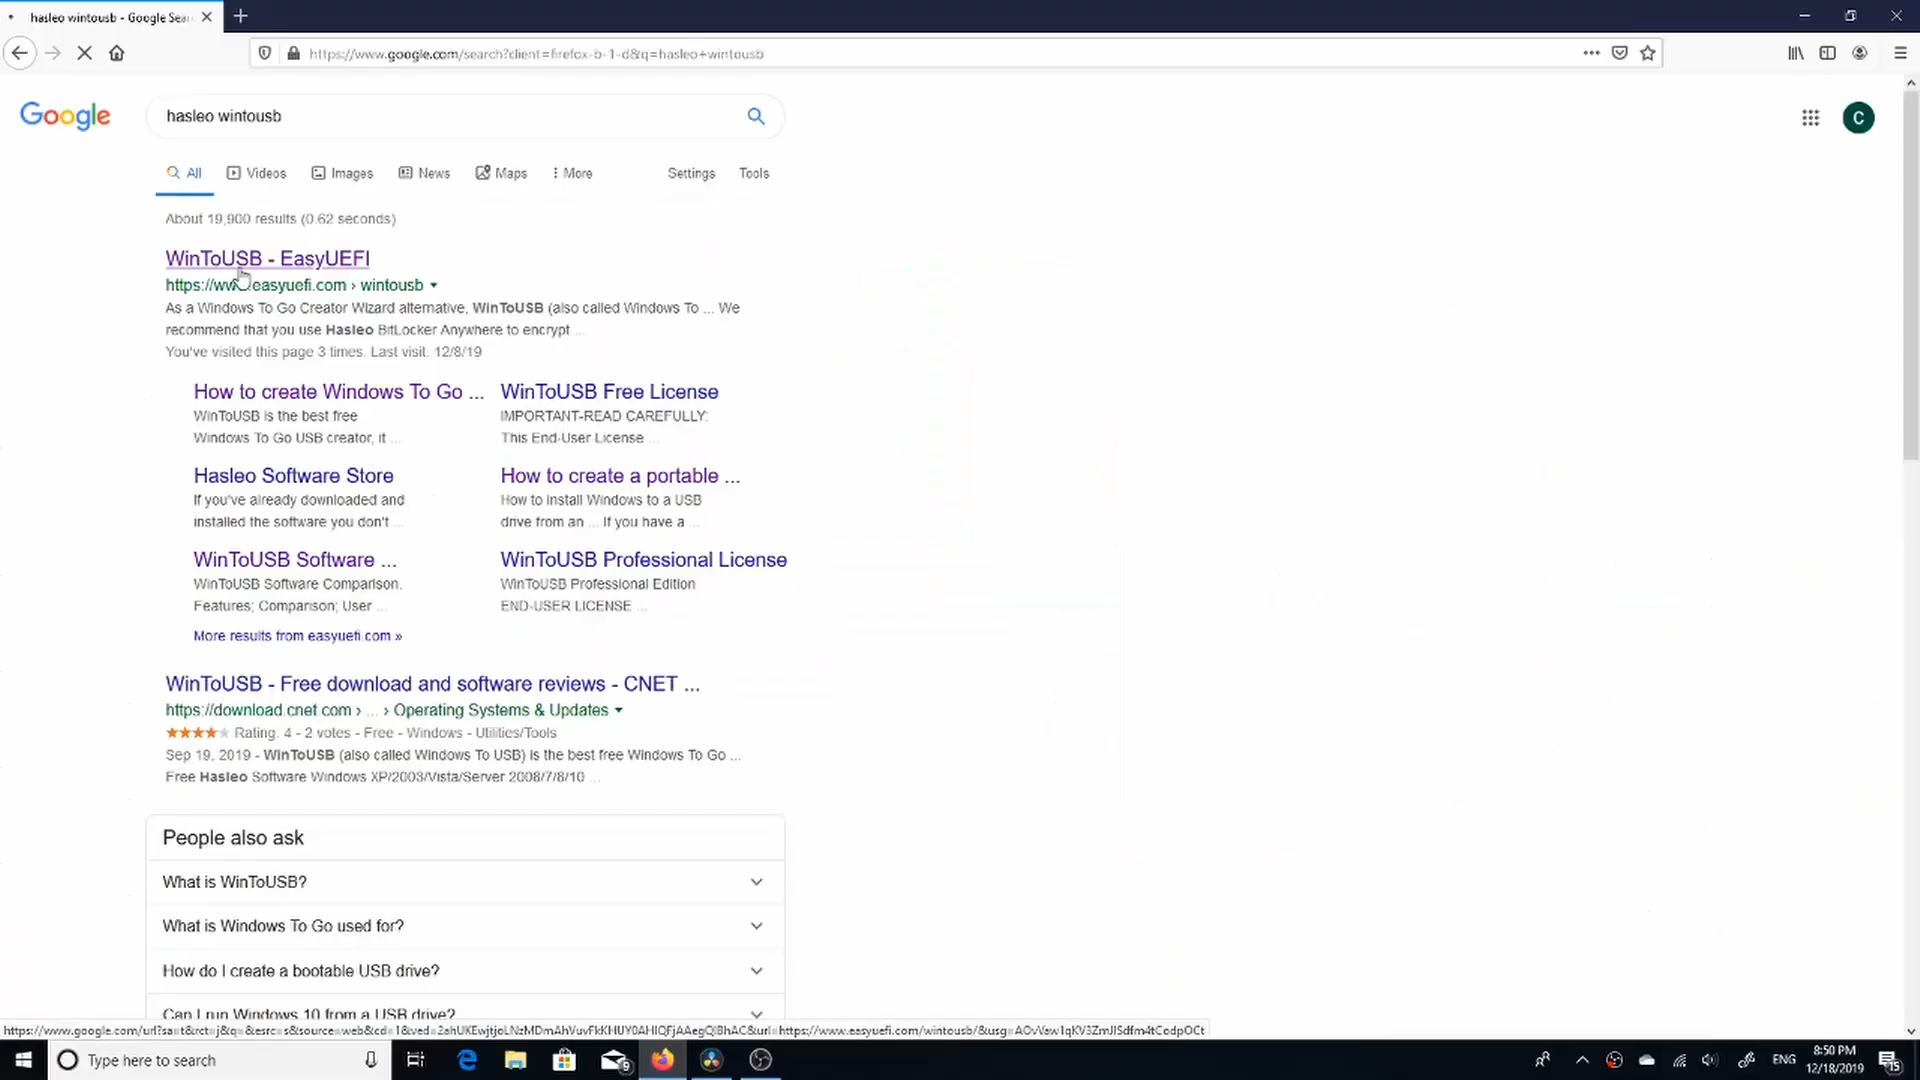 hasleo wintousb - Google Sear
https://www.google.com/search?client=firefox-b-1-d&q=hasleo+wintousb
Google
hasleo wintousb
C
All
Videos
Images
News
Maps
More
Settings
Tools
About 19,900 results (0.62 seconds)
WinToUSB - EasyUEFI
https://www.easyuefi.com › wintousb
As a Windows To Go Creator Wizard alternative, WinToUSB (also called Windows To ... We
recommend that you use Hasleo BitLocker Anywhere to encrypt ...
You've visited this page 3 times. Last visit: 12/8/19
How to create Windows To Go ...
WinToUSB is the best free
Windows To Go USB creator, it ...
WinToUSB Free License
IMPORTANT-READ CAREFULLY:
This End-User License ...
Hasleo Software Store
If you've already downloaded and
installed the software you don't ...
How to create a portable ...
How to install Windows to a USB
drive from an ... If you have a ...
WinToUSB Software ...
WinToUSB Software Comparison.
Features; Comparison; User ...
WinToUSB Professional License
WinToUSB Professional Edition
END-USER LICENSE ...
More results from easyuefi.com »
WinToUSB - Free download and software reviews - CNET ...
https://download.cnet.com › ... › Operating Systems & Updates
Rating: 4 - 2 votes - Free - Windows - Utilities/Tools
Sep 19, 2019 - WinToUSB (also called Windows To USB) is the best free Windows To Go ...
Free Hasleo Software Windows XP/2003/Vista/Server 2008/7/8/10 ...
People also ask
What is WinToUSB?
What is Windows To Go used for?
How do I create a bootable USB drive?
Can I run Windows 10 from a USB drive?
Type here to search
9
ENG
8:50 PM
12/18/2019
15